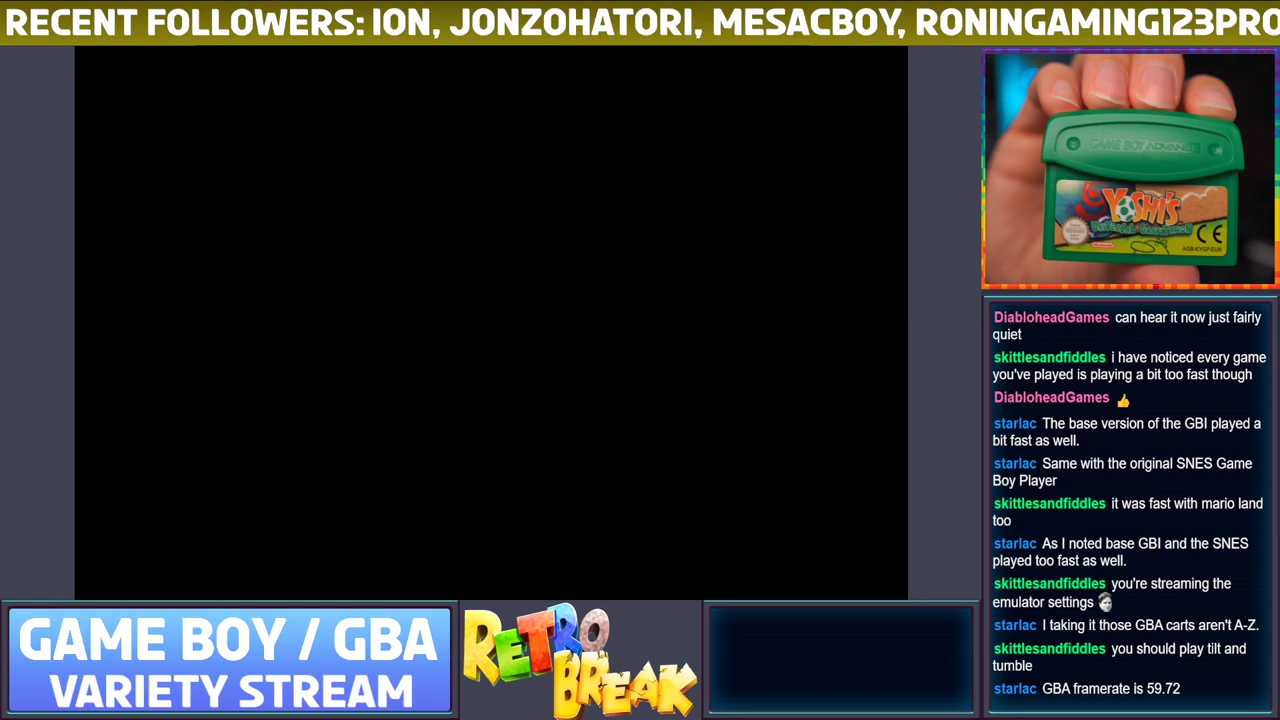 RECENT FOLLOWERS: ION, JONZOHATORI, MESACBOY, RONINGAMING123PRO
GAME BOY ADVANCE
YOSHI'S
UNIVERSAL GRAVITATION
CE
AGB-KYGP-EUR
DiabloheadGames can hear it now just fairly
quiet
skittlesandfiddles i have noticed every game
you've played is playing a bit too fast though
DiabloheadGames 👍
starlac The base version of the GBI played a
bit fast as well.
starlac Same with the original SNES Game
Boy Player
skittlesandfiddles it was fast with mario land
too
starlac As I noted base GBI and the SNES
played too fast as well.
skittlesandfiddles you're streaming the
emulator settings
starlac I taking it those GBA carts aren't A-Z.
skittlesandfiddles you should play tilt and
tumble
starlac GBA framerate is 59.72
GAME BOY / GBA
VARIETY STREAM
RETRO
BREAK